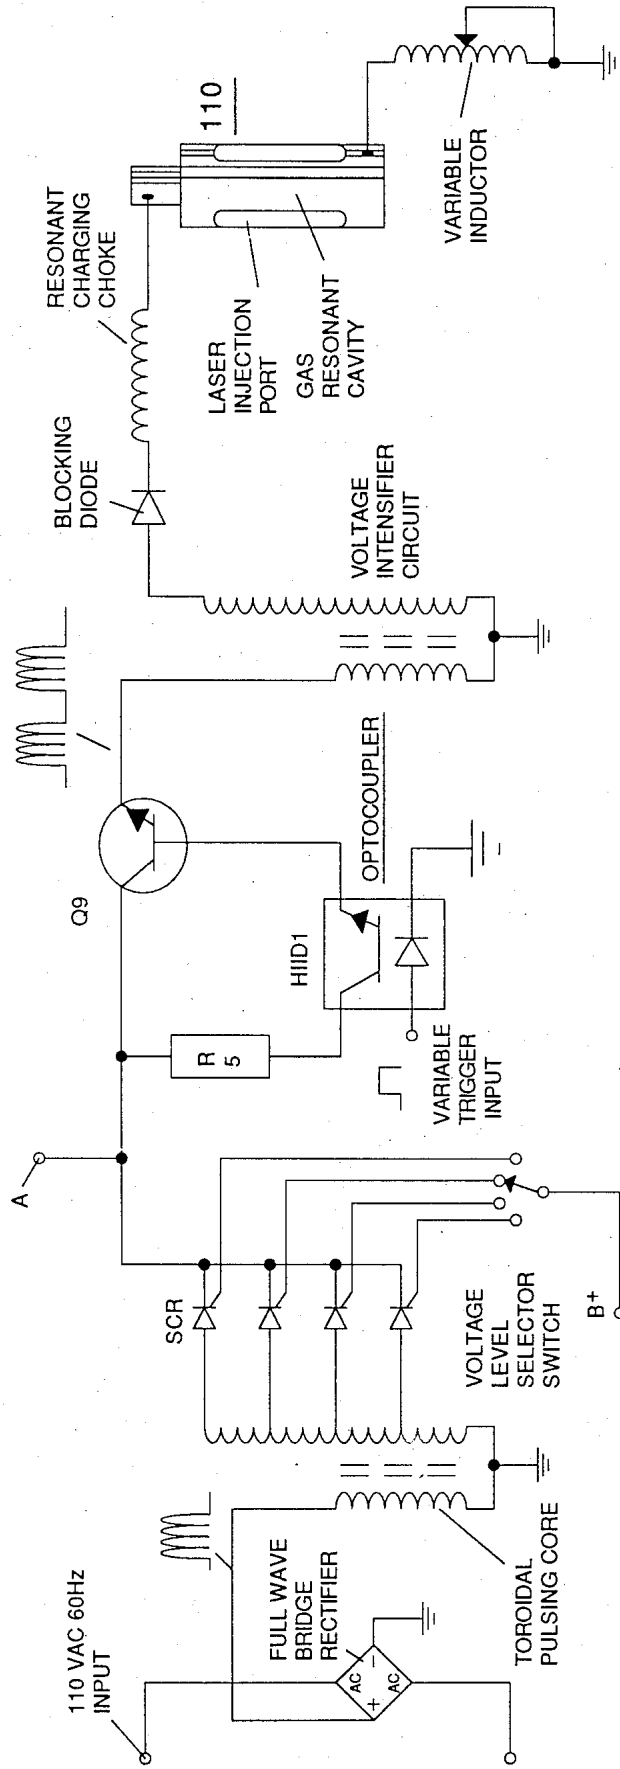 110 VAC 60Hz
INPUT
FULL WAVE
BRIDGE
RECTIFIER
AC
+
-
AC
TOROIDAL
PULSING CORE
SCR
VOLTAGE
LEVEL
SELECTOR
SWITCH
B+
A
R
5
VARIABLE
TRIGGER
INPUT
HIID1
OPTOCOUPLER
Q9
VOLTAGE
INTENSIFIER
CIRCUIT
BLOCKING
DIODE
RESONANT
CHARGING
CHOKE
LASER
INJECTION
PORT
GAS
RESONANT
CAVITY
110
VARIABLE
INDUCTOR